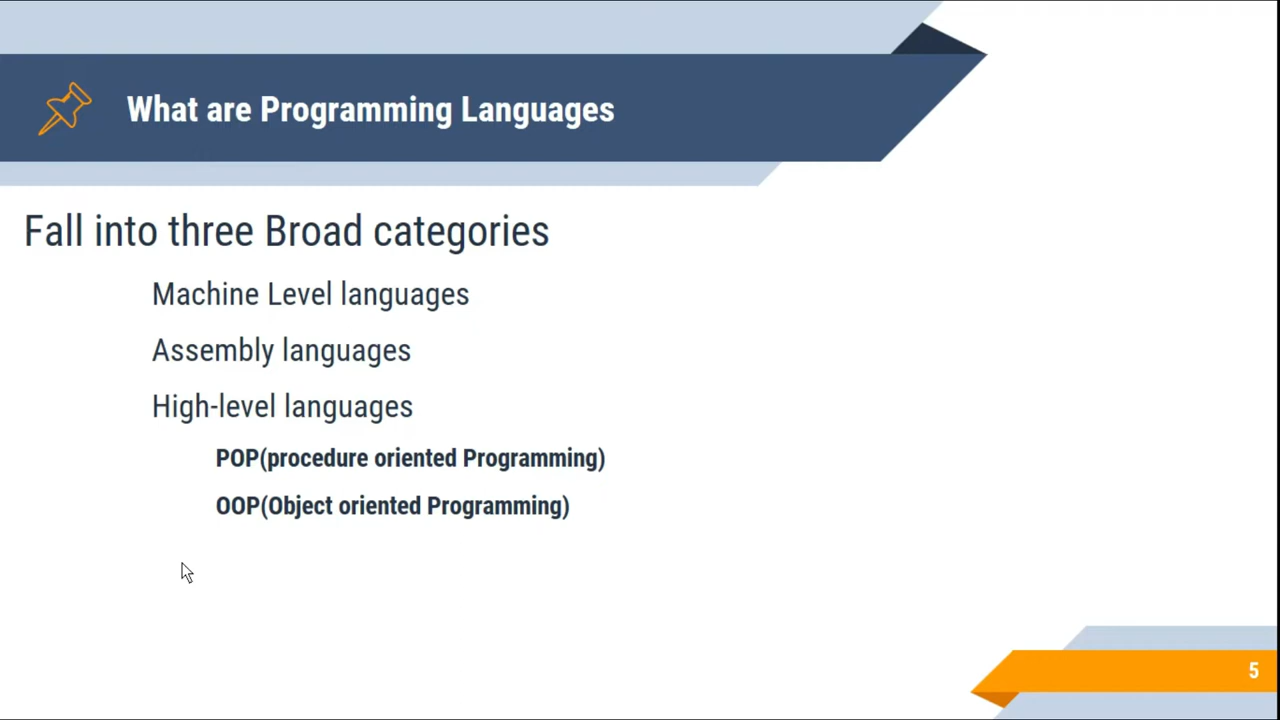 What are Programming Languages
Fall into three Broad categories
Machine Level languages
Assembly languages
High-level languages
POP(procedure oriented Programming)
OOP(Object oriented Programming)
5